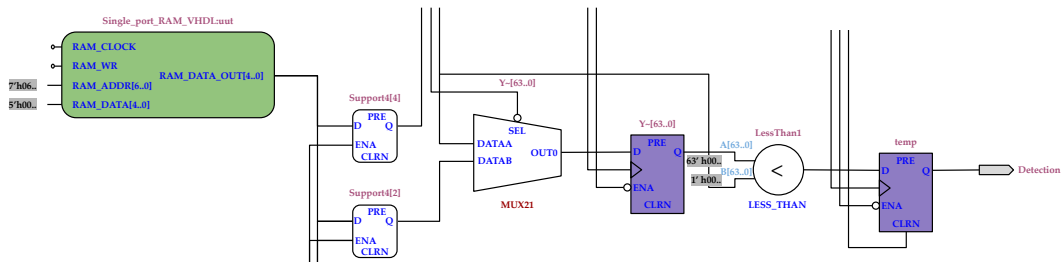 Single_port_RAM_VHDL:uut
RAM_CLOCK
RAM_WR
RAM_DATA_OUT[4..0]
7'h06..
RAM_ADDR[6..0]
5'h00..
RAM_DATA[4..0]
Support4[4]
PRE
D
Q
ENA
CLRN
Support4[2]
PRE
D
Q
ENA
CLRN
Y~[63..0]
SEL
DATAA
DATAB
OUT0
MUX21
Y~[63..0]
PRE
D
Q
ENA
CLRN
LessThan1
A[63..0]
63' h00..
B[63..0]
1' h00..
<
LESS_THAN
temp
PRE
D
Q
ENA
CLRN
Detection